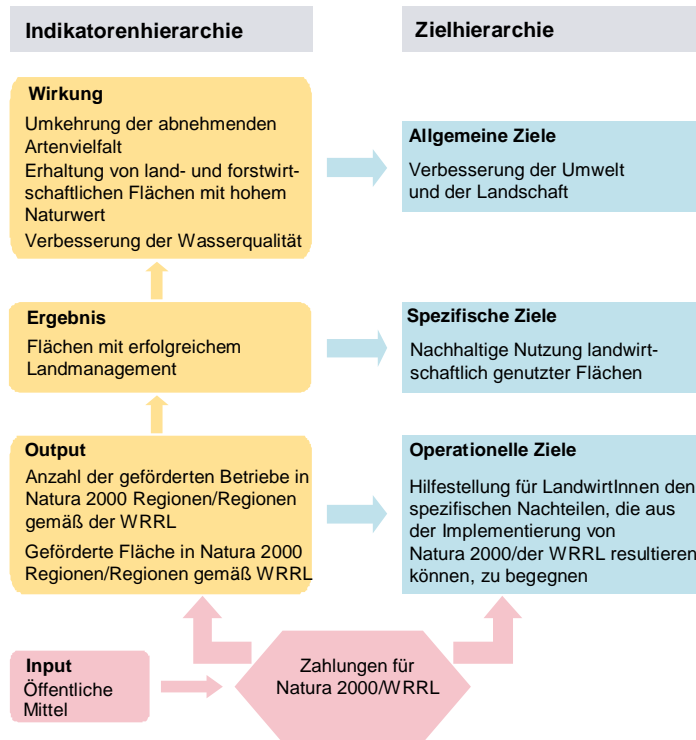 Indikatorenhierarchie
Zielhierarchie
Wirkung
Umkehrung der abnehmenden
Artenvielfalt
Erhaltung von land- und forstwirt-
schaftlichen Flächen mit hohem
Naturwert
Verbesserung der Wasserqualität
Allgemeine Ziele
Verbesserung der Umwelt
und der Landschaft
Ergebnis
Flächen mit erfolgreichem
Landmanagement
Spezifische Ziele
Nachhaltige Nutzung landwirt-
schaftlich genutzter Flächen
Output
Anzahl der geförderten Betriebe in
Natura 2000 Regionen/Regionen
gemäß der WRRL
Geförderte Fläche in Natura 2000
Regionen/Regionen gemäß WRRL
Operationelle Ziele
Hilfestellung für LandwirtInnen den
spezifischen Nachteilen, die aus
der Implementierung von
Natura 2000/der WRRL resultieren
können, zu begegnen
Input
Öffentliche
Mittel
Zahlungen für
Natura 2000/WRRL